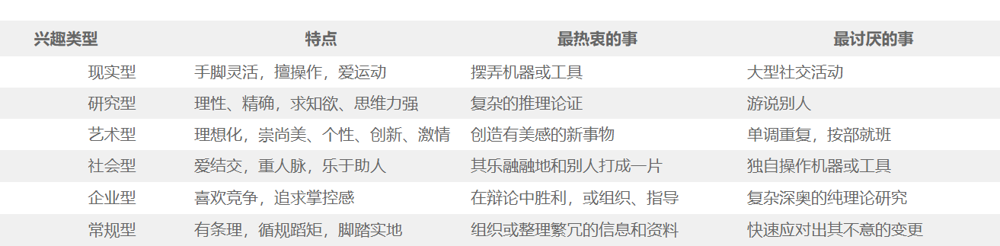 兴趣类型 特点 最热衷的事 最讨厌的事
现实型 手脚灵活，擅操作，爱运动 摆弄机器或工具 大型社交活动
研究型 理性、精确，求知欲、思维力强 复杂的推理论证 游说别人
艺术型 理想化，崇尚美、个性、创新、激情 创造有美感的新事物 单调重复，按部就班
社会型 爱结交，重人脉，乐于助人 其乐融融地和别人打成一片 独自操作机器或工具
企业型 喜欢竞争，追求掌控感 在辩论中胜利，或组织、指导 复杂深奥的纯理论研究
常规型 有条理，循规蹈矩，脚踏实地 组织或整理繁冗的信息和资料 快速应对出其不意的变更